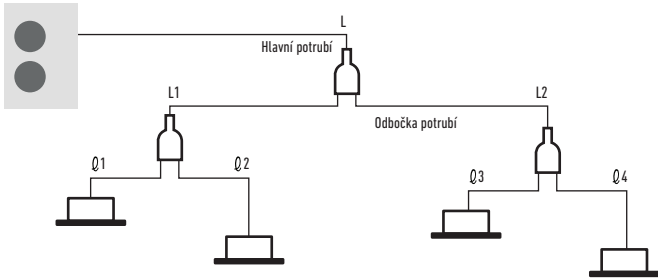 L
Hlavní potrubí
L1
L2
Odbočka potrubí
ℓ1
ℓ2
ℓ3
ℓ4